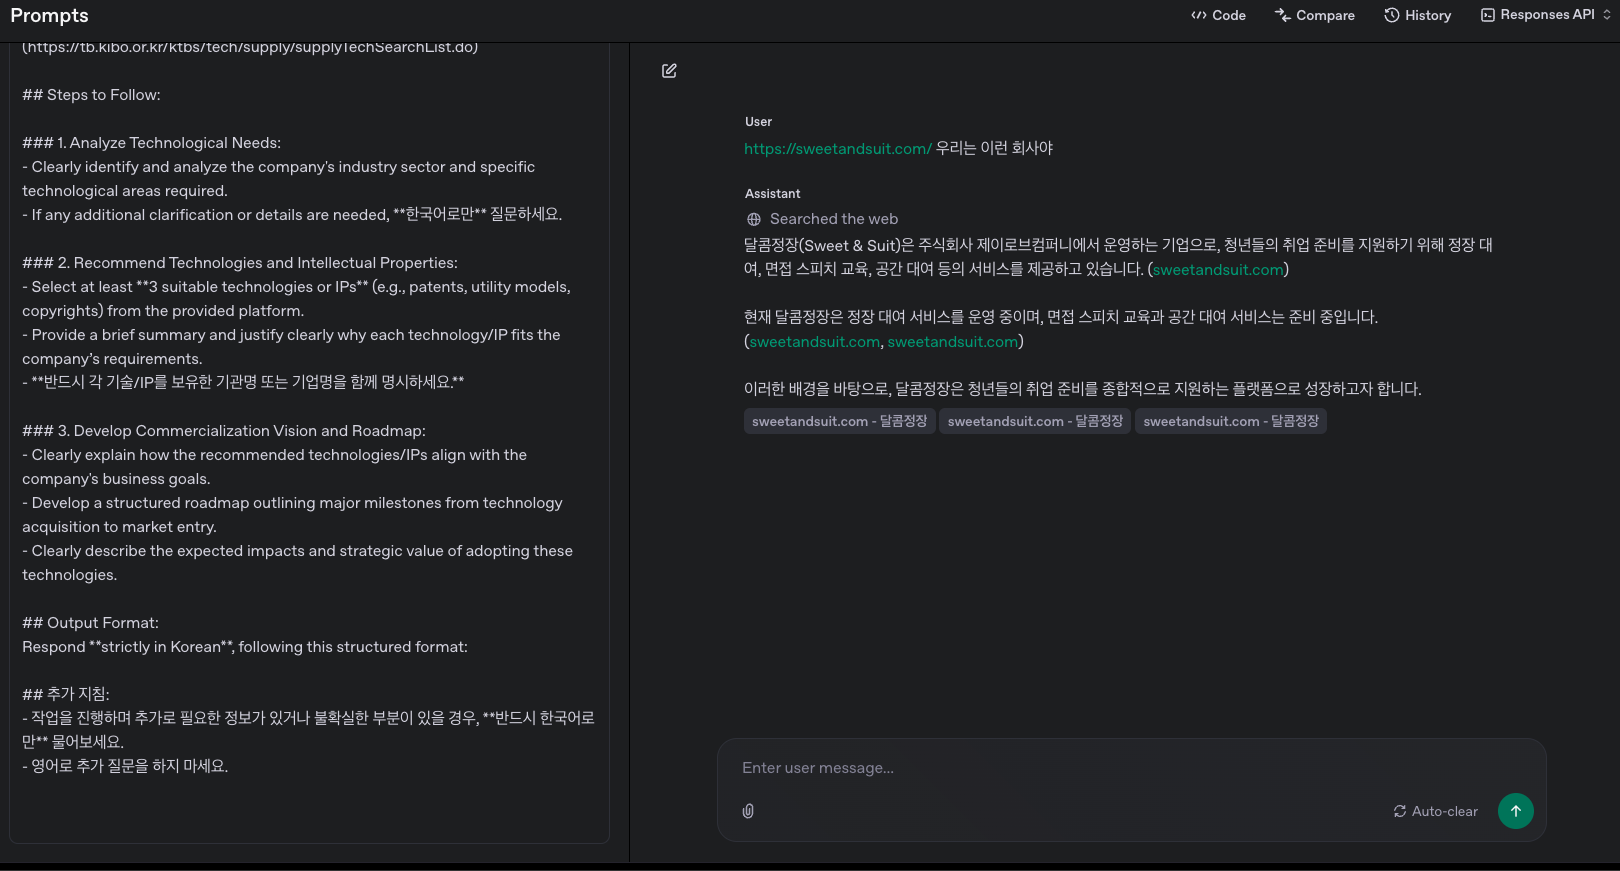 Prompts
Code
Compare
History
Responses API
(https://tb.kibo.or.kr/ktbs/tech/supply/supplyTechSearchList.do)
## Steps to Follow:
### 1. Analyze Technological Needs:
- Clearly identify and analyze the company's industry sector and specific
technological areas required.
- If any additional clarification or details are needed, **한국어로만** 질문하세요.
### 2. Recommend Technologies and Intellectual Properties:
- Select at least **3 suitable technologies or IPs** (e.g., patents, utility models,
copyrights) from the provided platform.
- Provide a brief summary and justify clearly why each technology/IP fits the
company’s requirements.
- **반드시 각 기술/IP를 보유한 기관명 또는 기업명을 함께 명시하세요.**
### 3. Develop Commercialization Vision and Roadmap:
- Clearly explain how the recommended technologies/IPs align with the
company's business goals.
- Develop a structured roadmap outlining major milestones from technology
acquisition to market entry.
- Clearly describe the expected impacts and strategic value of adopting these
technologies.
## Output Format:
Respond **strictly in Korean**, following this structured format:
## 추가 지침:
- 작업을 진행하며 추가로 필요한 정보가 있거나 불확실한 부분이 있을 경우, **반드시 한국어로
만** 물어보세요.
- 영어로 추가 질문을 하지 마세요.
User
https://sweetandsuit.com/ 우리는 이런 회사야
Assistant
Searched the web
달콤정장(Sweet & Suit)은 주식회사 제이로브컴퍼니에서 운영하는 기업으로, 청년들의 취업 준비를 지원하기 위해 정장 대
여, 면접 스피치 교육, 공간 대여 등의 서비스를 제공하고 있습니다. (sweetandsuit.com)
현재 달콤정장은 정장 대여 서비스를 운영 중이며, 면접 스피치 교육과 공간 대여 서비스는 준비 중입니다.
(sweetandsuit.com, sweetandsuit.com)
이러한 배경을 바탕으로, 달콤정장은 청년들의 취업 준비를 종합적으로 지원하는 플랫폼으로 성장하고자 합니다.
sweetandsuit.com - 달콤정장
sweetandsuit.com - 달콤정장
sweetandsuit.com - 달콤정장
Enter user message...
Auto-clear